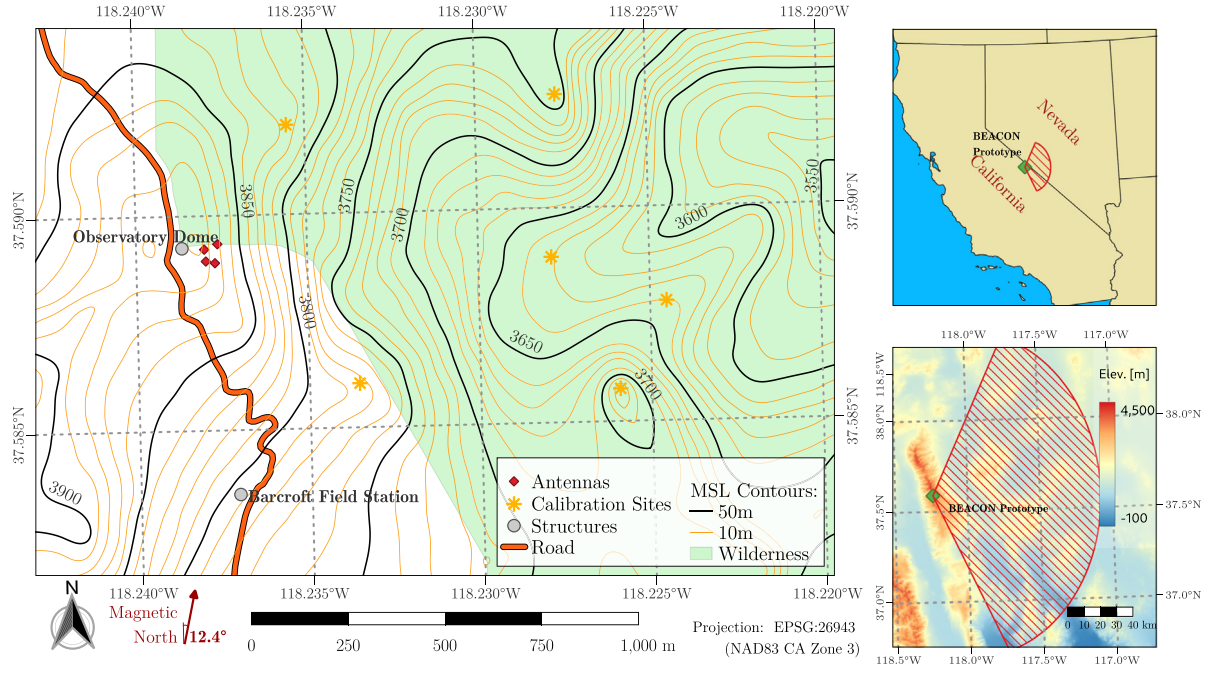 118.240°W 118.235°W 118.230°W 118.225°W 118.220°W
37.590°N
37.585°N
37.590°N
37.585°N
3850
3750
3700
3550
3600
3800
3650
3700
3900
Observatory Dome
Barcroft Field Station
Antennas
Calibration Sites
Structures
Road
MSL Contours:
50m
10m
Wilderness
118.240°W 118.235°W 118.230°W 118.225°W 118.220°W
N
Magnetic
North 12.4°
0 250 500 750 1,000 m
Projection: EPSG:26943
(NAD83 CA Zone 3)
Nevada
BEACON
Prototype
California
118.0°W 117.5°W 117.0°W
118.5°W
38.0°N
37.5°N
37.0°N
Elev. [m]
4,500
-100
BEACON Prototype
38.0°N
37.5°N
37.0°N
0 10 20 30 40 km
118.5°W 118.0°W 117.5°W 117.0°W